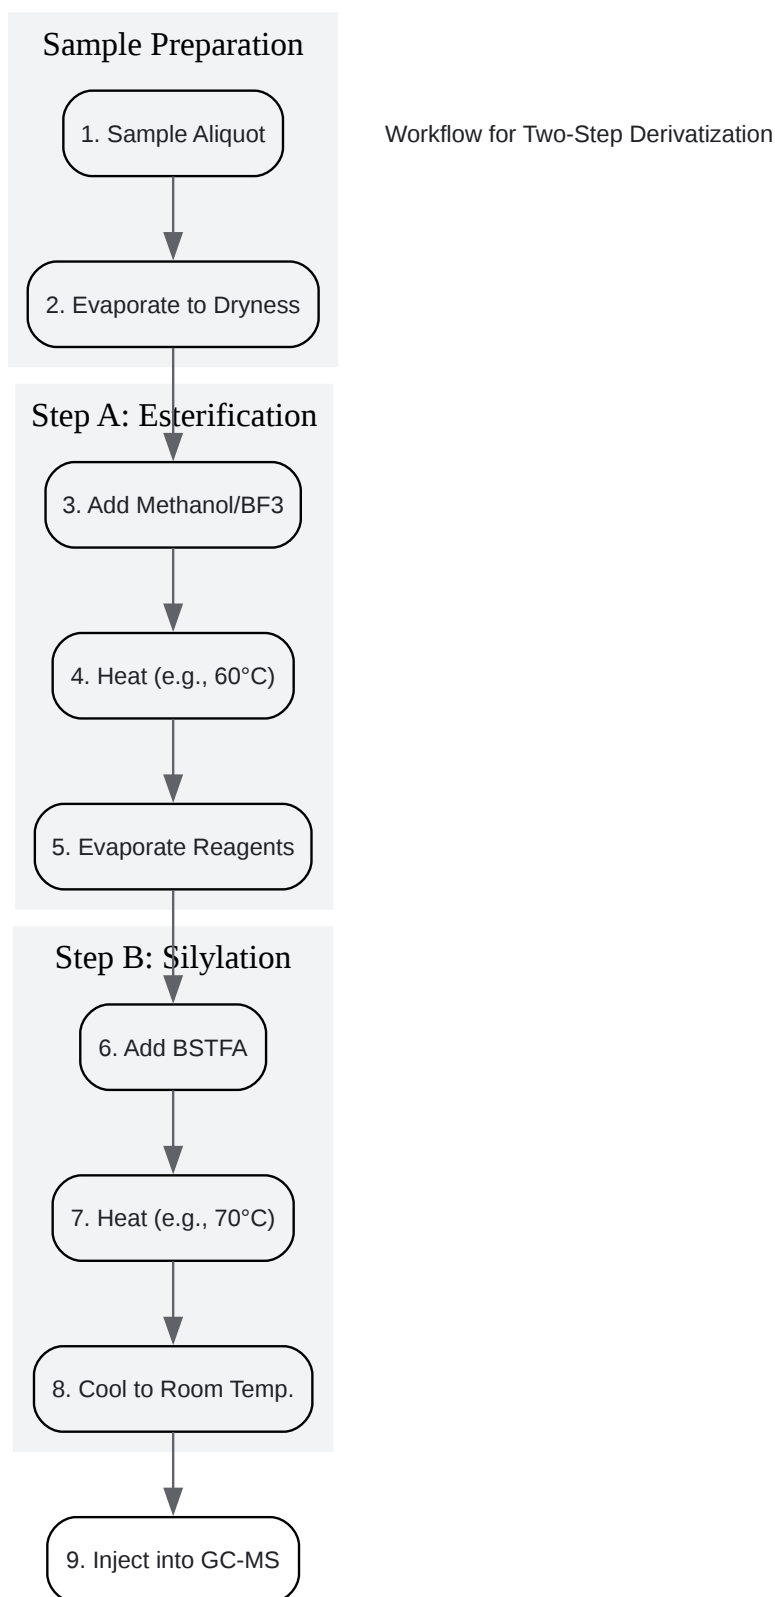 Sample Preparation
1. Sample Aliquot
Workflow for Two-Step Derivatization
2. Evaporate to Dryness
Step A: Esterification
3. Add Methanol/BF3
4. Heat (e.g., 60°C)
5. Evaporate Reagents
Step B: Silylation
6. Add BSTFA
7. Heat (e.g., 70°C)
8. Cool to Room Temp.
9. Inject into GC-MS